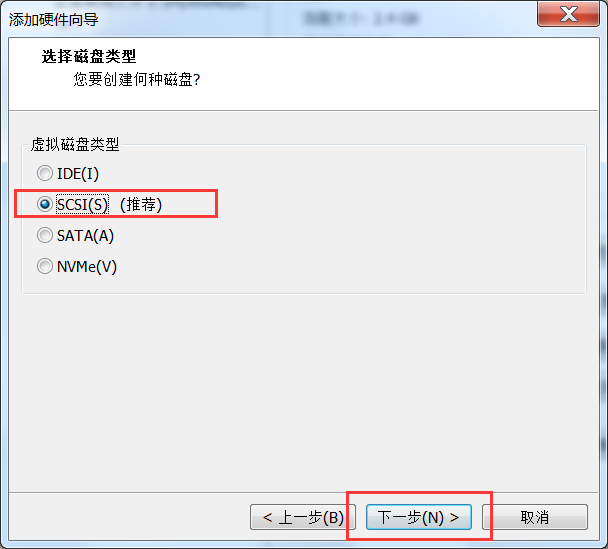 添加硬件向导
选择磁盘类型
您要创建何种磁盘?
虚拟磁盘类型
IDE(I)
SCSI(S) (推荐)
SATA(A)
NVMe(V)
< 上一步(B) 下一步(N) > 取消